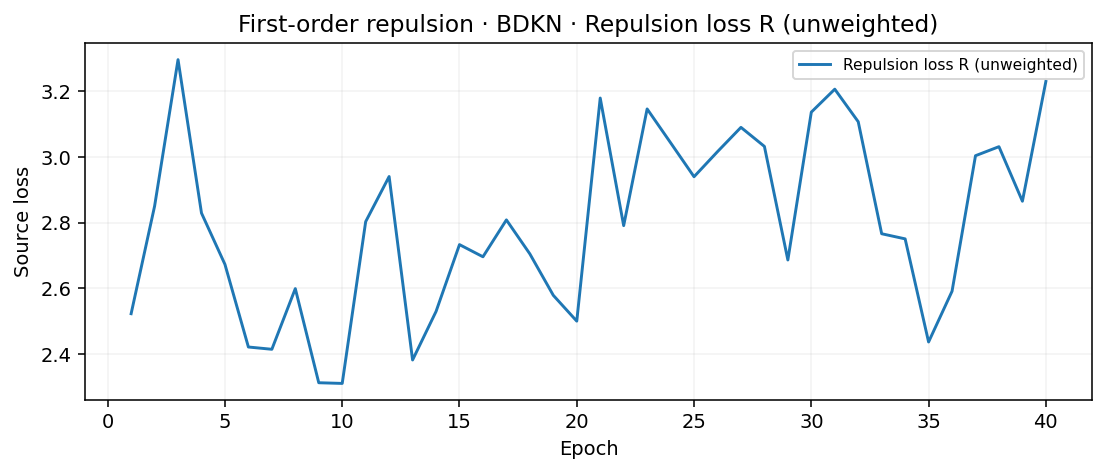 First-order repulsion · BDKN · Repulsion loss R (unweighted)
Repulsion loss R (unweighted)
Source loss
3.2
3.0
2.8
2.6
2.4
0 5 10 15 20 25 30 35 40
Epoch